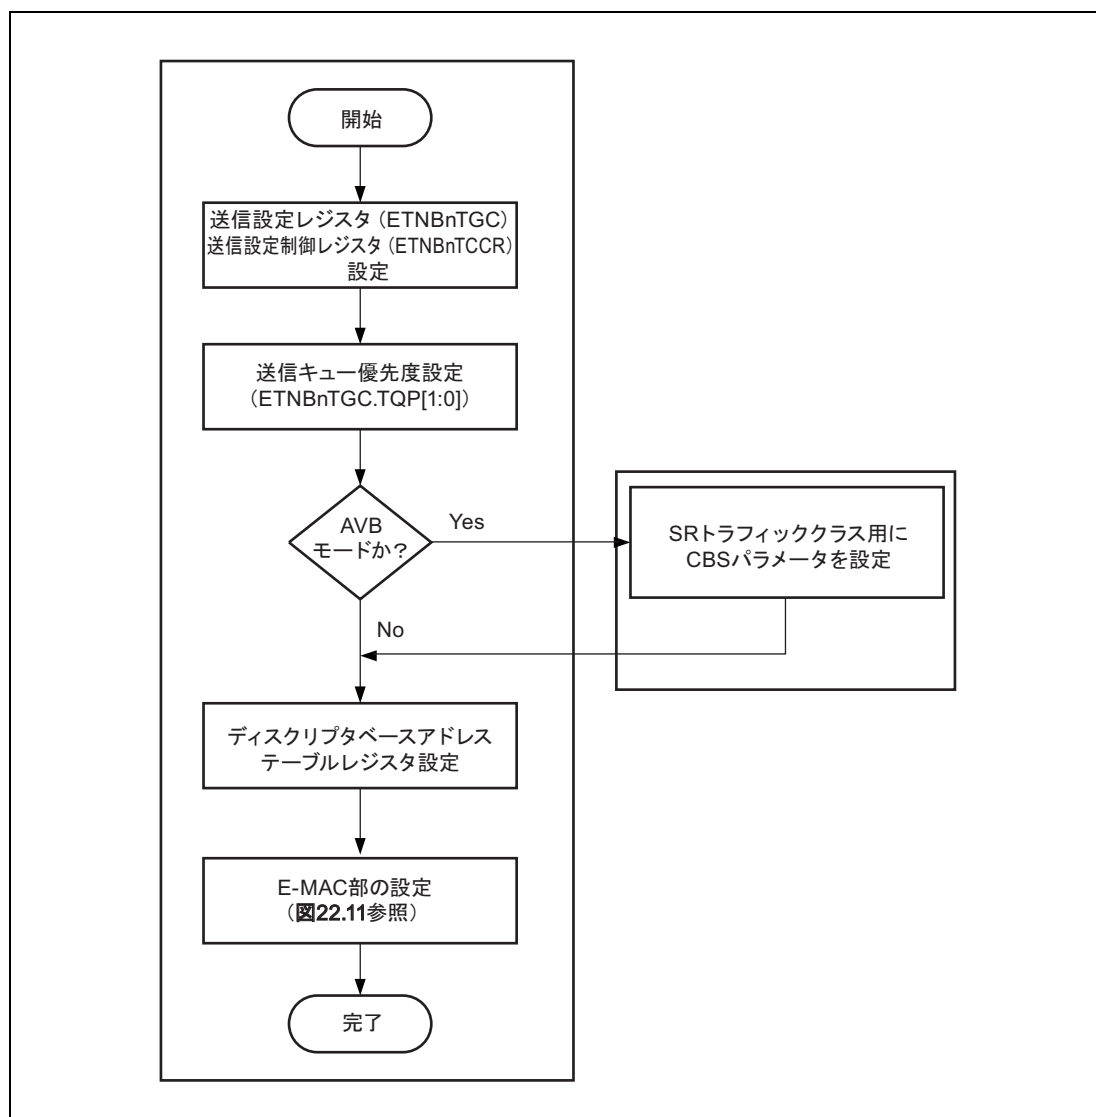 開始
送信設定レジスタ（ETNBnTGC）
送信設定制御レジスタ（ETNBnTCCR）
設定
送信キュー優先度設定
（ETNBnTGC.TQP[1:0]）
AVB
モードか？
Yes
SRトラフィッククラス用に
CBSパラメータを設定
No
ディスクリプタベースアドレス
テーブルレジスタ設定
E-MAC部の設定
（図22.11参照）
完了